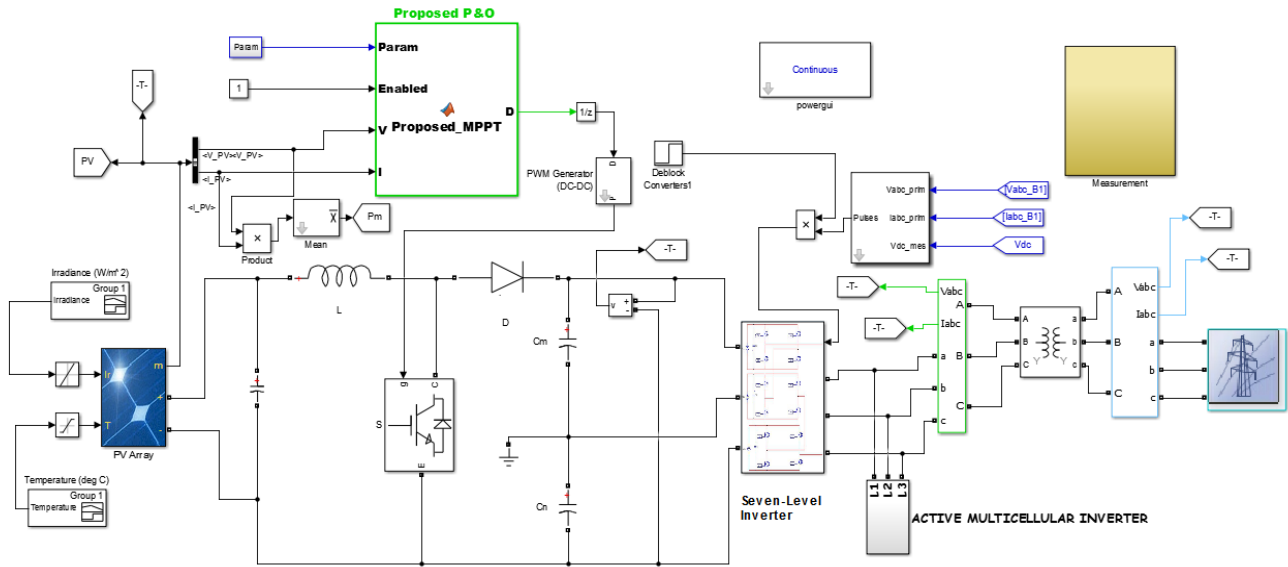 Proposed P&O
Param
Param
1
Enabled
Proposed_MPPT
V
I
D
1/z
-T-
PV
<V_PV><V_PV>
<I_PV>
<I_PV>
×
Product
X
Mean
Pm
PWM Generator
(DC-DC)
D
P
Continuous
powergui
Deblock
Converters1
×
Vabc_prim
Iabc_prim
Vdc_mes
Pulses
[Vabc_B1]
[Iabc_B1]
Vdc
Measurement
Irradiance (W/m^2)
Group 1
Irradiance
Ir
T
m
+
-
PV Array
Temperature (deg C)
Group 1
Temperature
+
+
L
D
g
C
S
E
+
Cm
+
Cn
-T-
v
+
-
Seven-Level
Inverter
-T-
-T-
Vabc
Iabc
A
a
B
b
C
c
A
B
C
a
b
c
Y
Y
A
B
C
Vabc
Iabc
a
b
c
-T-
-T-
L1
L2
L3
ACTIVE MULTICELLULAR INVERTER